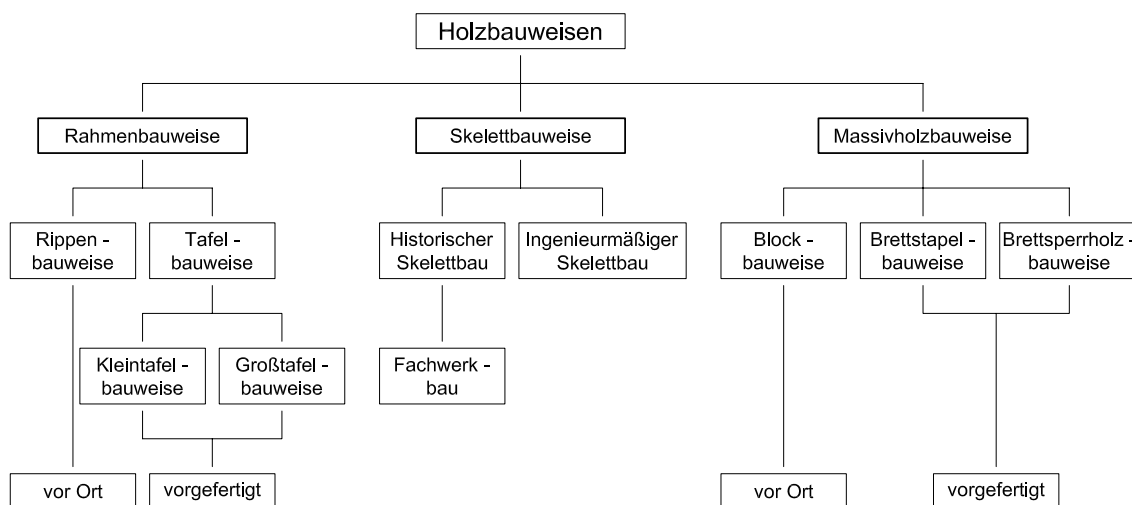 Holzbauweisen
Rahmenbauweise
Skelettbauweise
Massivholzbauweise
Rippen -
bauweise
Tafel -
bauweise
Historischer
Skelettbau
Ingenieurmäßiger
Skelettbau
Block -
bauweise
Brettstapel -
bauweise
Brettsperrholz -
bauweise
Kleintafel -
bauweise
Großtafel -
bauweise
Fachwerk -
bau
vor Ort
vorgefertigt
vor Ort
vorgefertigt